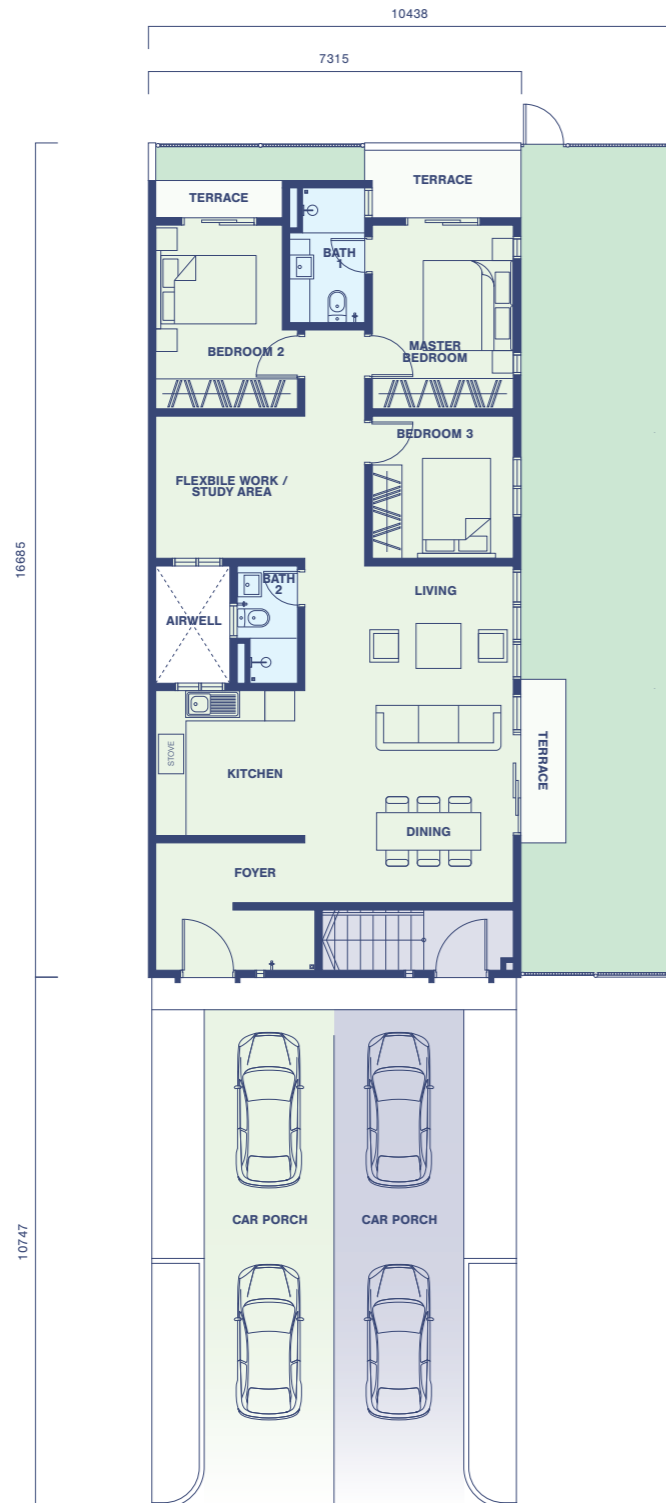 10438
7315
TERRACE
TERRACE
BATH
1
BEDROOM 2
MASTER
BEDROOM
BEDROOM 3
FLEXBILE WORK /
STUDY AREA
16685
BATH
2
LIVING
AIRWELL
STOVE
KITCHEN
TERRACE
DINING
FOYER
CAR PORCH
CAR PORCH
10747